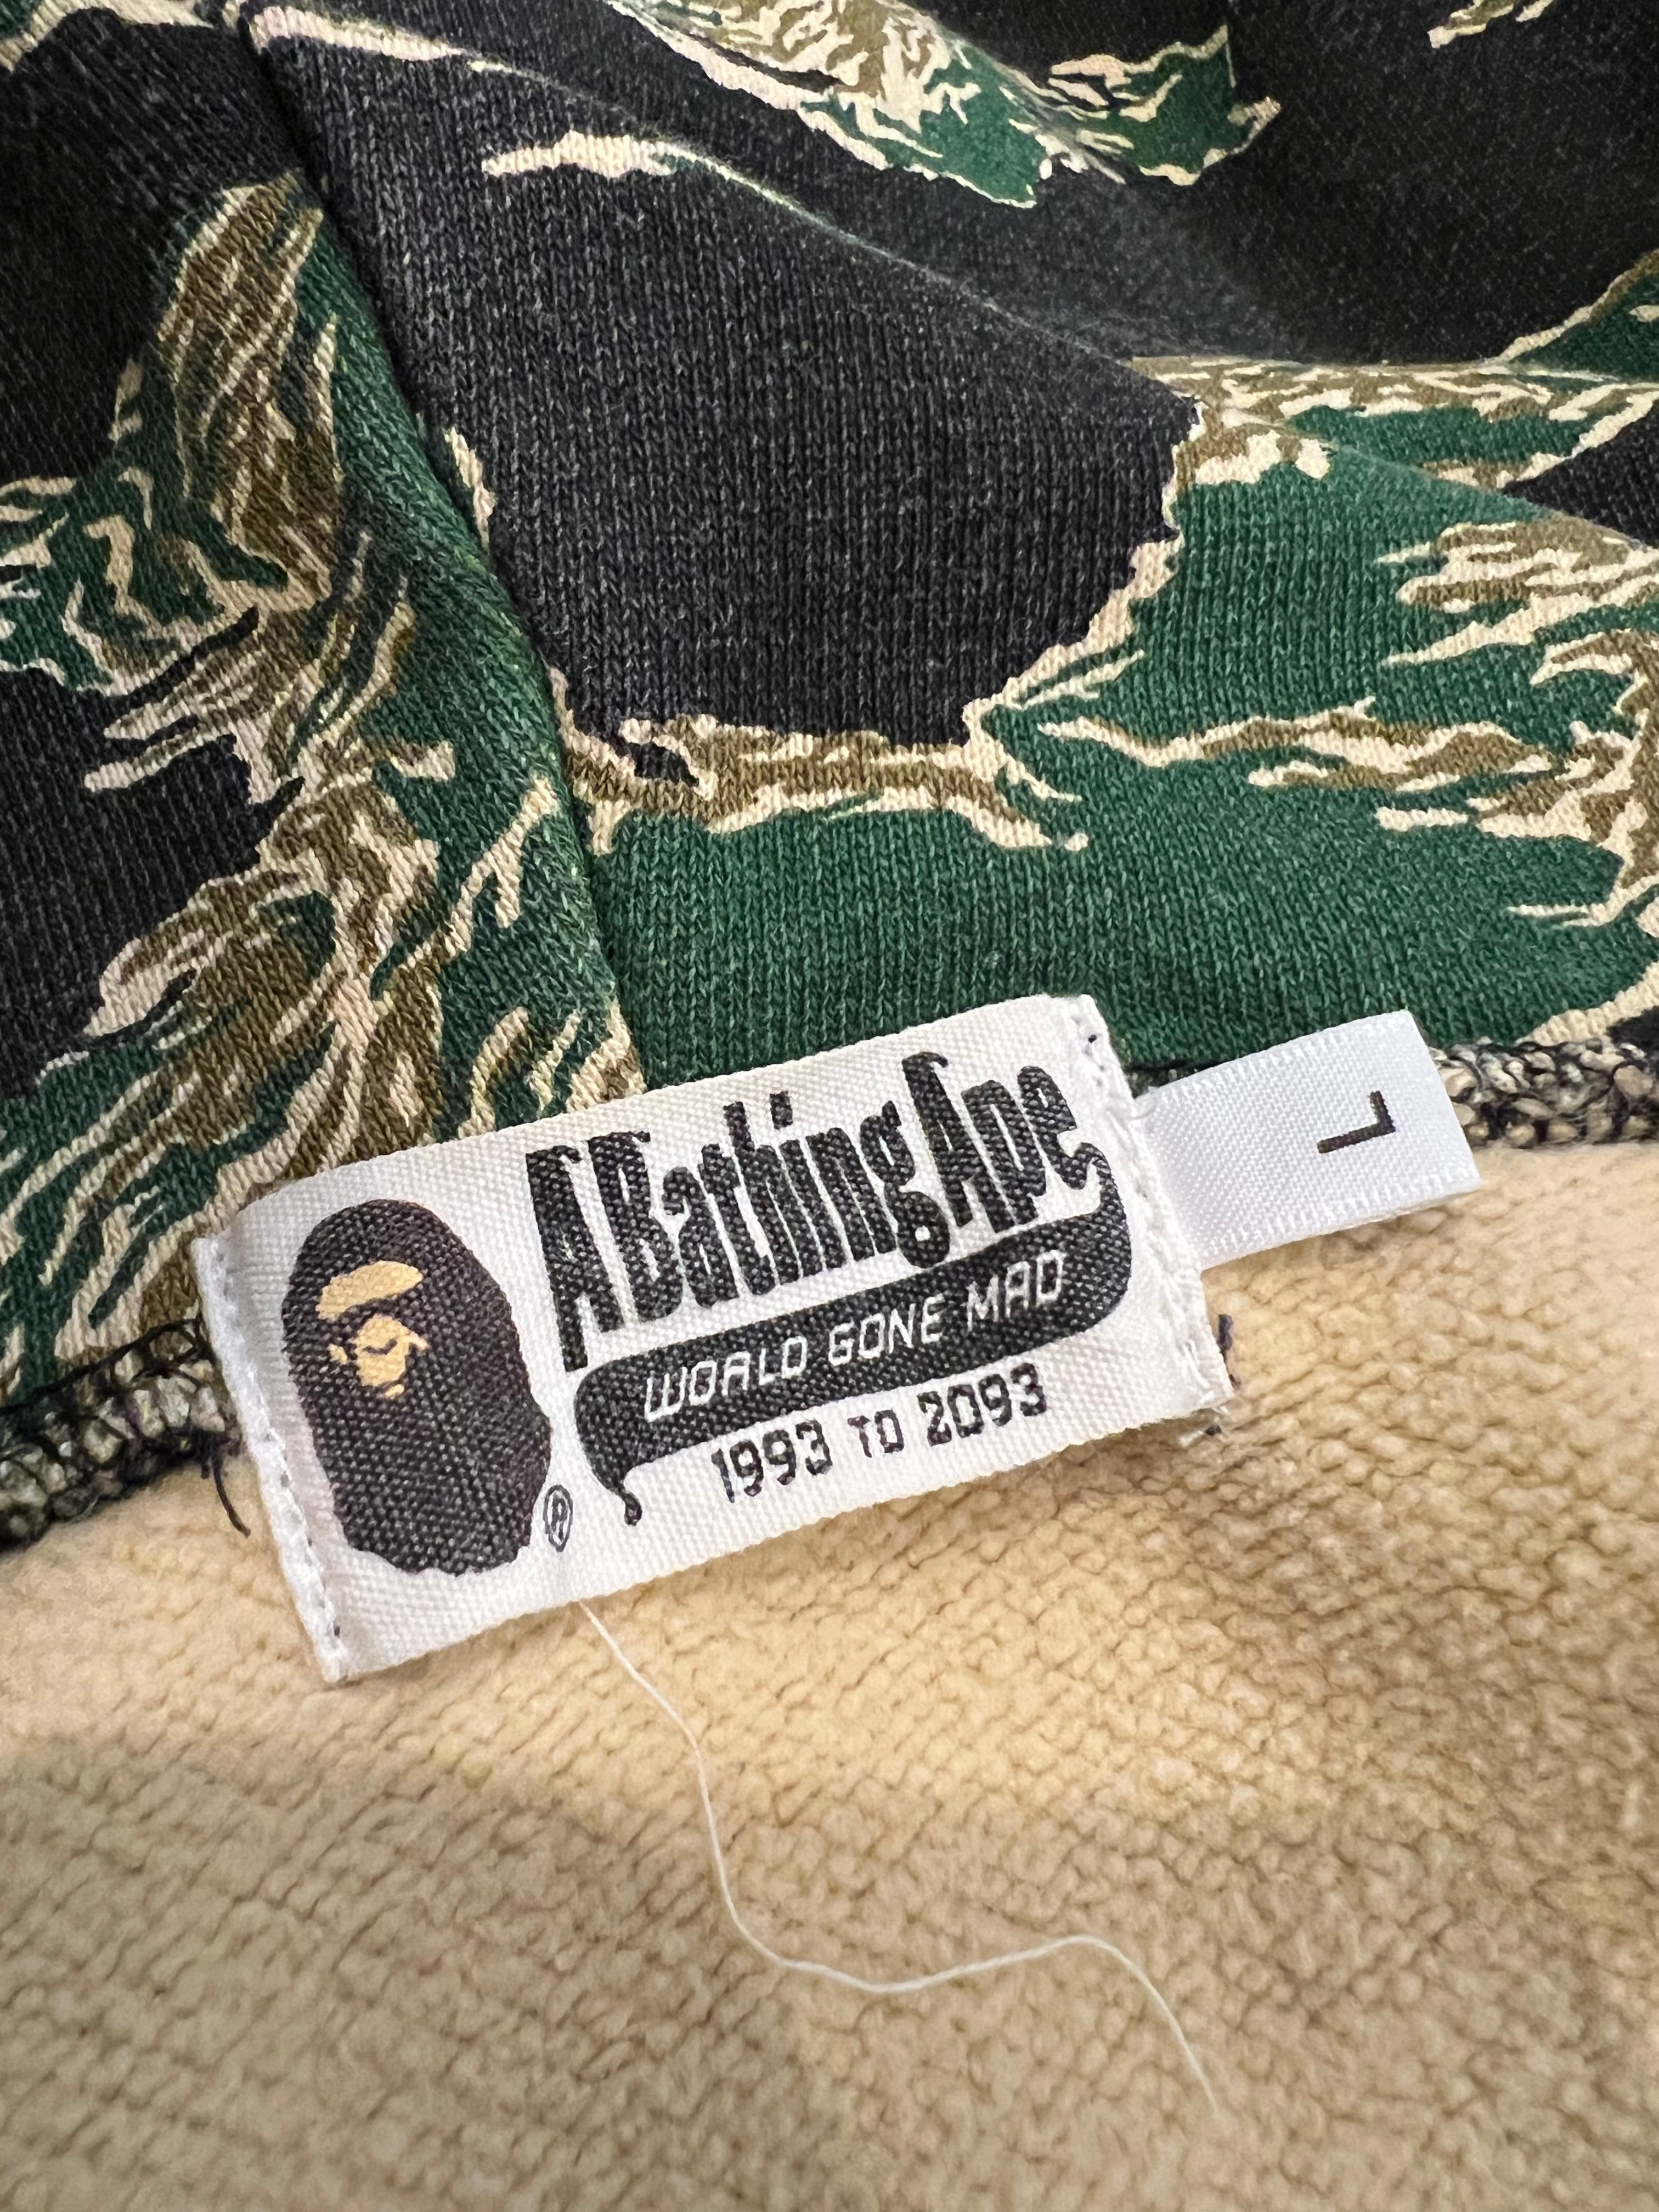 A Bathing Ape
WORLD GONE MAD
1993 TO 2093
®
L